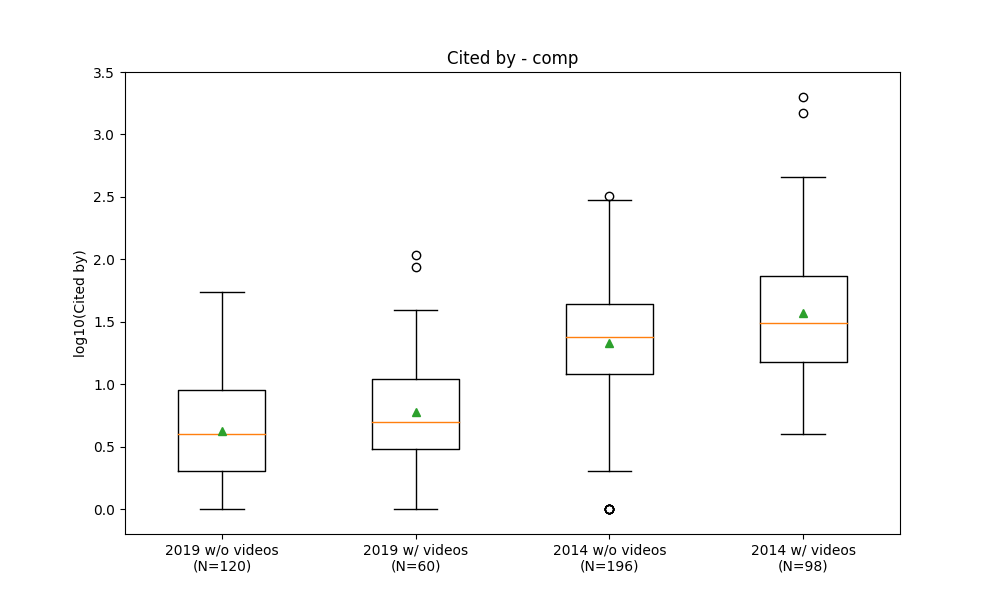 Cited by - comp
3.5
3.0
2.5
2.0
1.5
1.0
0.5
0.0
log10(Cited by)
2019 w/o videos
(N=120)
2019 w/ videos
(N=60)
2014 w/o videos
(N=196)
2014 w/ videos
(N=98)